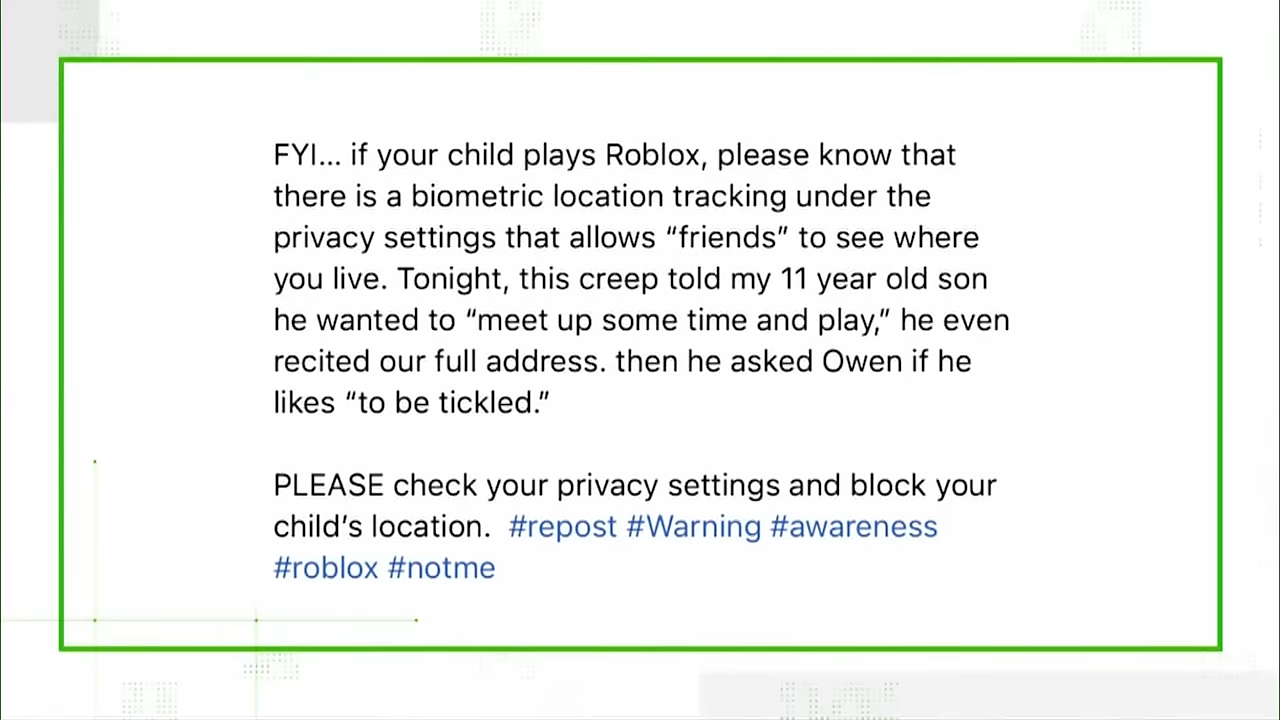 FYI... if your child plays Roblox, please know that
there is a biometric location tracking under the
privacy settings that allows “friends” to see where
you live. Tonight, this creep told my 11 year old son
he wanted to “meet up some time and play,” he even
recited our full address. then he asked Owen if he
likes “to be tickled.”
PLEASE check your privacy settings and block your
child’s location. #repost #Warning #awareness
#roblox #notme